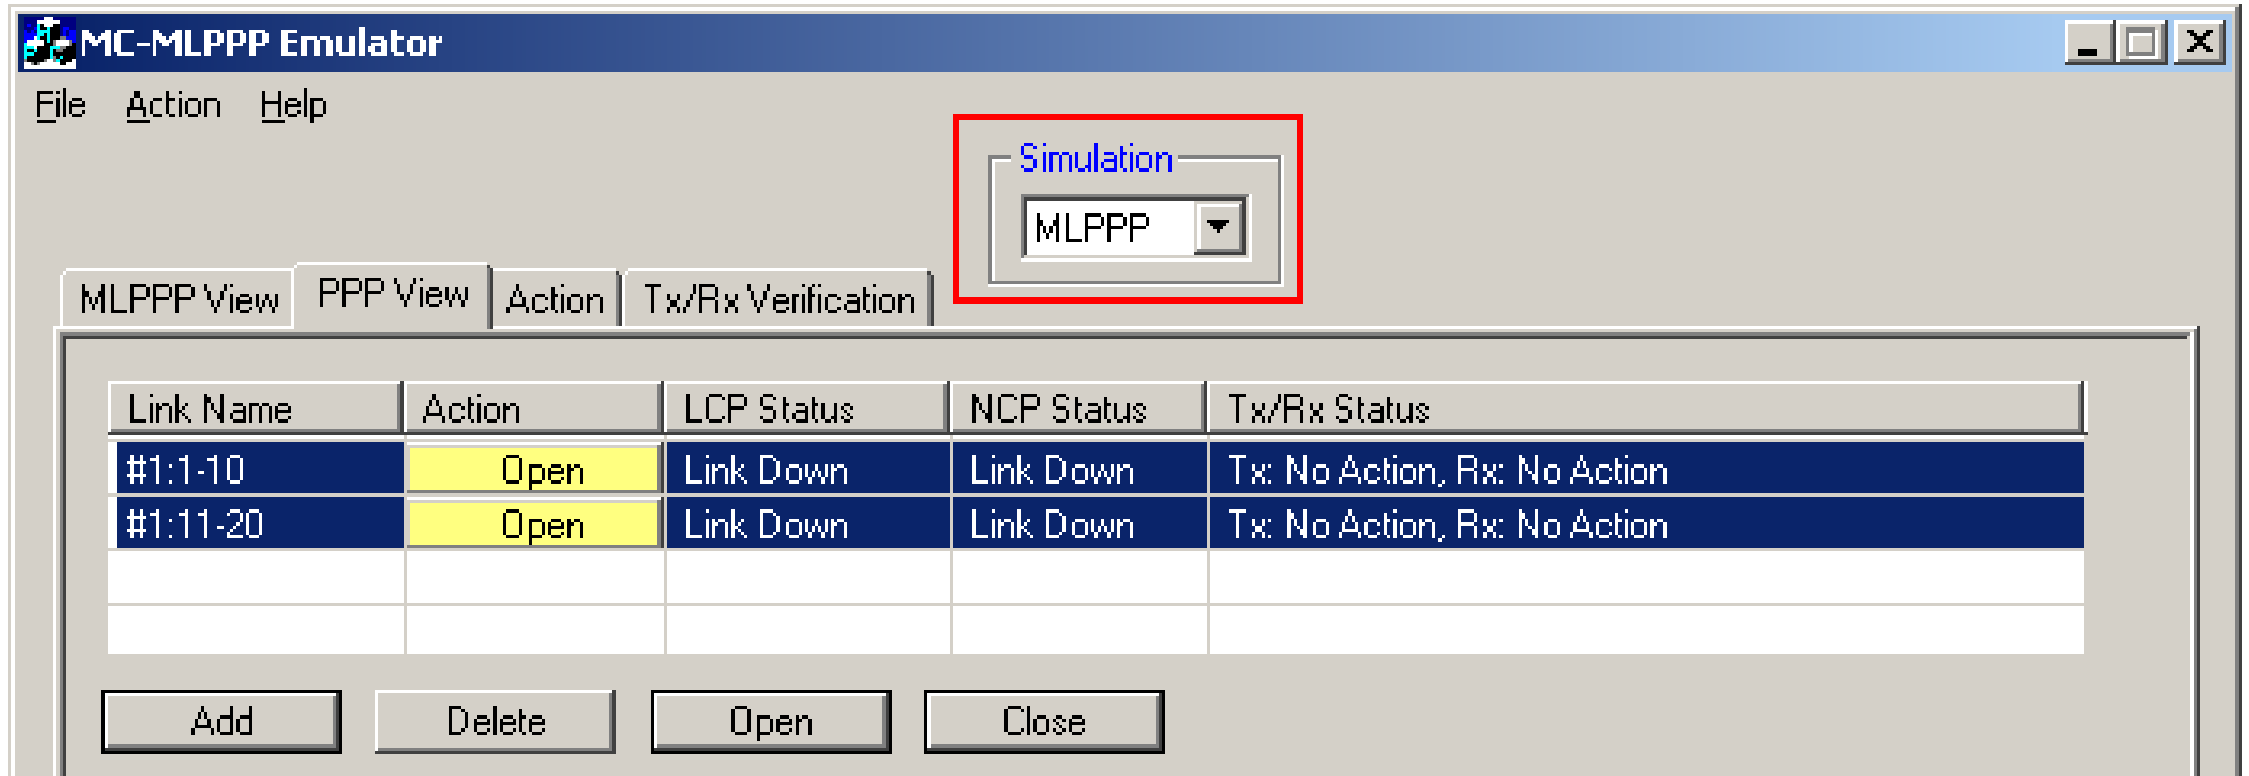 MC-MLPPP Emulator
File Action Help
Simulation
MLPPP
MLPPP View PPP View Action Tx/Rx Verification
Link Name Action LCP Status NCP Status Tx/Rx Status
#1:1-10 Open Link Down Link Down Tx: No Action, Rx: No Action
#1:11-20 Open Link Down Link Down Tx: No Action, Rx: No Action
Add Delete Open Close